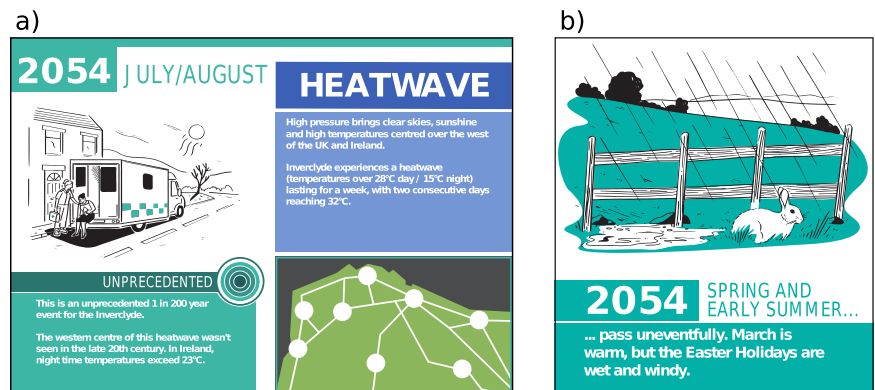 a)
2054 JULY/AUGUST
HEATWAVE
High pressure brings clear skies, sunshine
and high temperatures centred over the west
of the UK and Ireland.
Inverclyde experiences a heatwave
(temperatures over 28°C day / 15°C night)
lasting for a week, with two consecutive days
reaching 32°C.
UNPRECEDENTED
This is an unprecedented 1 in 200 year
event for the Inverclyde.
The western centre of this heatwave wasn't
seen in the late 20th century. In Ireland,
night time temperatures exceed 23°C.
b)
2054 SPRING AND
EARLY SUMMER...
... pass uneventfully. March is
warm, but the Easter Holidays are
wet and windy.